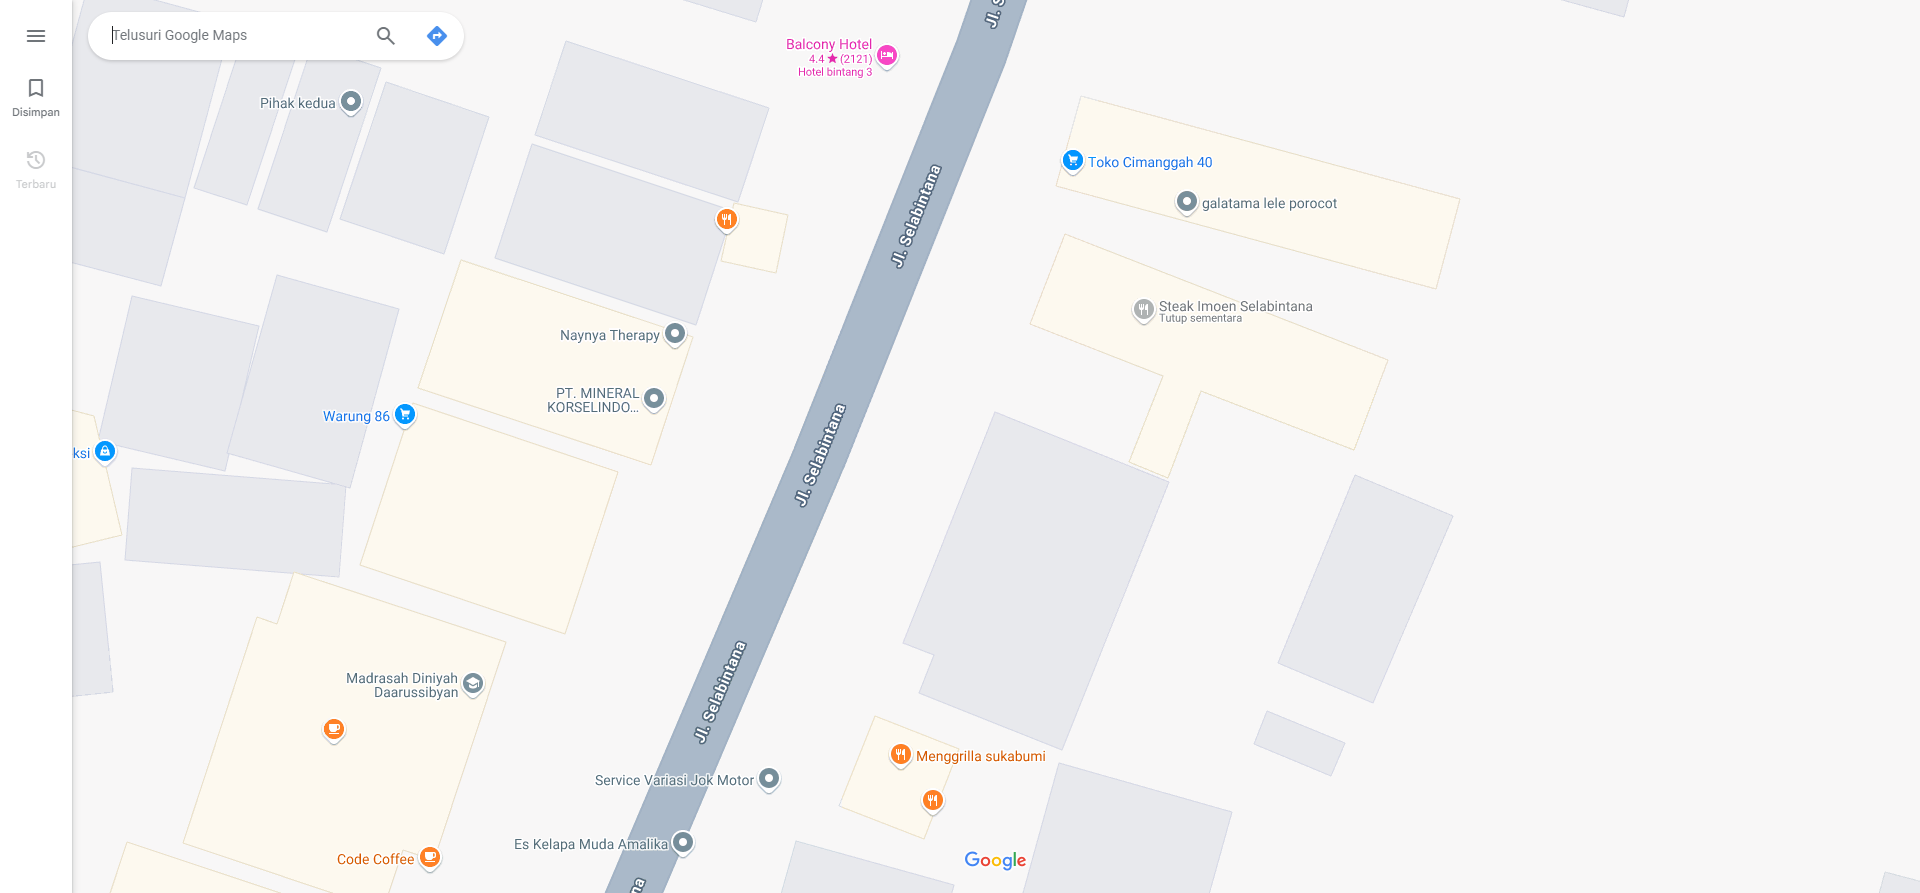 Telusuri Google Maps
Disimpan
Terbaru
Jl. S
Balcony Hotel
4.4 ★ (2121)
Hotel bintang 3
Pihak kedua
Toko Cimanggah 40
galatama lele porocot
Jl. Selabintana
Steak Imoen Selabintana
Tutup sementara
Naynya Therapy
PT. MINERAL
KORSELINDO...
Warung 86
ksi
Jl. Selabintana
Madrasah Diniyah
Daarussibyan
Jl. Selabintana
Menggrilla sukabumi
Service Variasi Jok Motor
Es Kelapa Muda Amalika
Code Coffee
Google
na